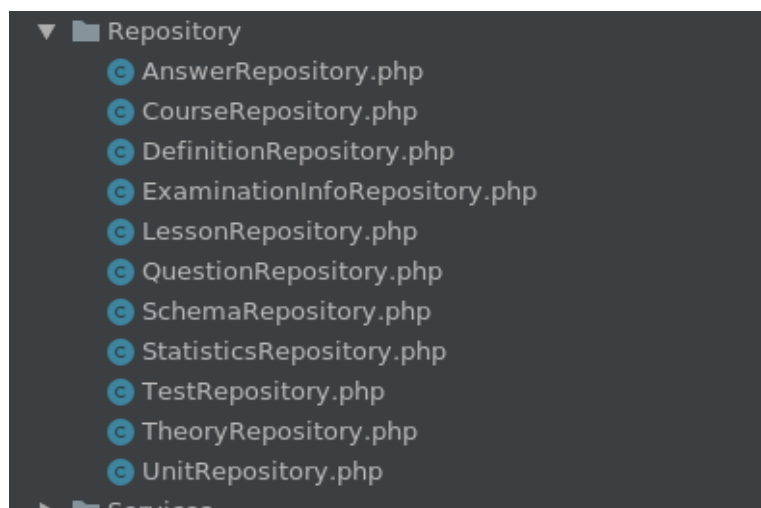 Repository
AnswerRepository.php
CourseRepository.php
DefinitionRepository.php
ExaminationInfoRepository.php
LessonRepository.php
QuestionRepository.php
SchemaRepository.php
StatisticsRepository.php
TestRepository.php
TheoryRepository.php
UnitRepository.php
Services